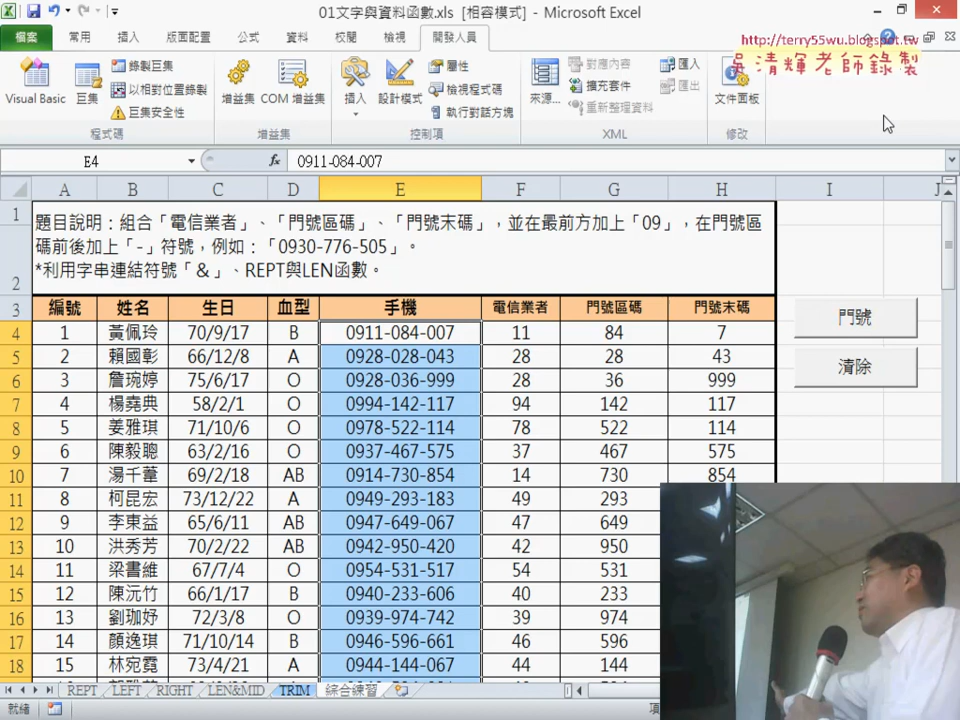 01文字與資料函數.xls [相容模式] - Microsoft Excel
檔案 常用 插入 版面配置 公式 資料 校閱 檢視 開發人員
http://terry55wu.blogspot.tw
吳清輝老師錄製
Visual Basic 巨集 錄製巨集 以相對位置錄製 巨集安全性
增益集 COM 增益集
插入 設計模式 屬性 檢視程式碼 執行對話方塊
來源... 對應內容 擴充套件 重新整理資料 匯入 匯出
文件面板
程式碼 增益集 控制項 XML 修改
E4 fx 0911-084-007
A B C D E F G H I J
1 題目說明：組合「電信業者」、「門號區碼」、「門號末碼」，並在最前方加上「09」，在門號區
碼前後加上「-」符號，例如：「0930-776-505」。
2 *利用字串連結符號「&」、REPT與LEN函數。
3 編號 姓名 生日 血型 手機 電信業者 門號區碼 門號末碼
4 1 黃佩玲 70/9/17 B 0911-084-007 11 84 7
5 2 賴國彰 66/12/8 A 0928-028-043 28 28 43
6 3 詹琬婷 75/6/17 O 0928-036-999 28 36 999
7 4 楊堯典 58/2/1 O 0994-142-117 94 142 117
8 5 姜雅琪 71/10/6 O 0978-522-114 78 522 114
9 6 陳毅聰 63/2/16 O 0937-467-575 37 467 575
10 7 湯千葦 69/2/18 AB 0914-730-854 14 730 854
11 8 柯昆宏 73/12/22 A 0949-293-183 49 293
12 9 李東益 65/6/11 AB 0947-649-067 47 649
13 10 洪秀芳 70/2/22 AB 0942-950-420 42 950
14 11 梁書維 67/7/4 O 0954-531-517 54 531
15 12 陳沅竹 66/1/17 B 0940-233-606 40 233
16 13 劉珈妤 72/3/8 O 0939-974-742 39 974
17 14 顏逸琪 71/10/14 B 0946-596-661 46 596
18 15 林宛霓 73/4/21 A 0944-144-067 44 144
門號
清除
REPT LEFT RIGHT LEN&MID TRIM 綜合練習
就緒 項